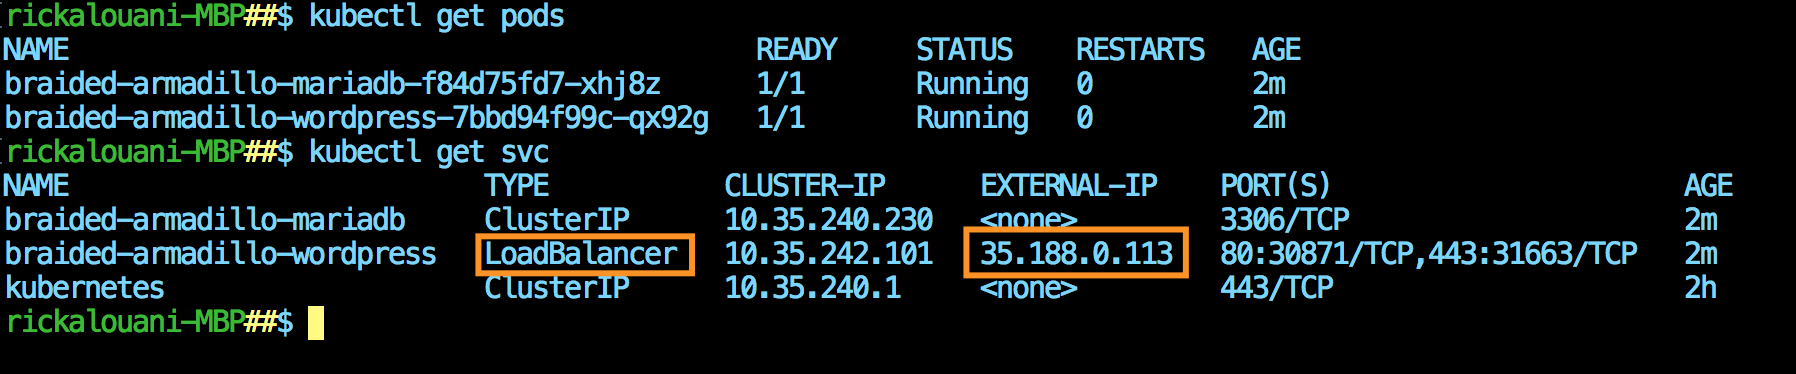 rickalouani-MBP##$ kubectl get pods
NAME READY STATUS RESTARTS AGE
braided-armadillo-mariadb-f84d75fd7-xhj8z 1/1 Running 0 2m
braided-armadillo-wordpress-7bbd94f99c-qx92g 1/1 Running 0 2m
rickalouani-MBP##$ kubectl get svc
NAME TYPE CLUSTER-IP EXTERNAL-IP PORT(S) AGE
braided-armadillo-mariadb ClusterIP 10.35.240.230 <none> 3306/TCP 2m
braided-armadillo-wordpress LoadBalancer 10.35.242.101 35.188.0.113 80:30871/TCP,443:31663/TCP 2m
kubernetes ClusterIP 10.35.240.1 <none> 443/TCP 2h
rickalouani-MBP##$